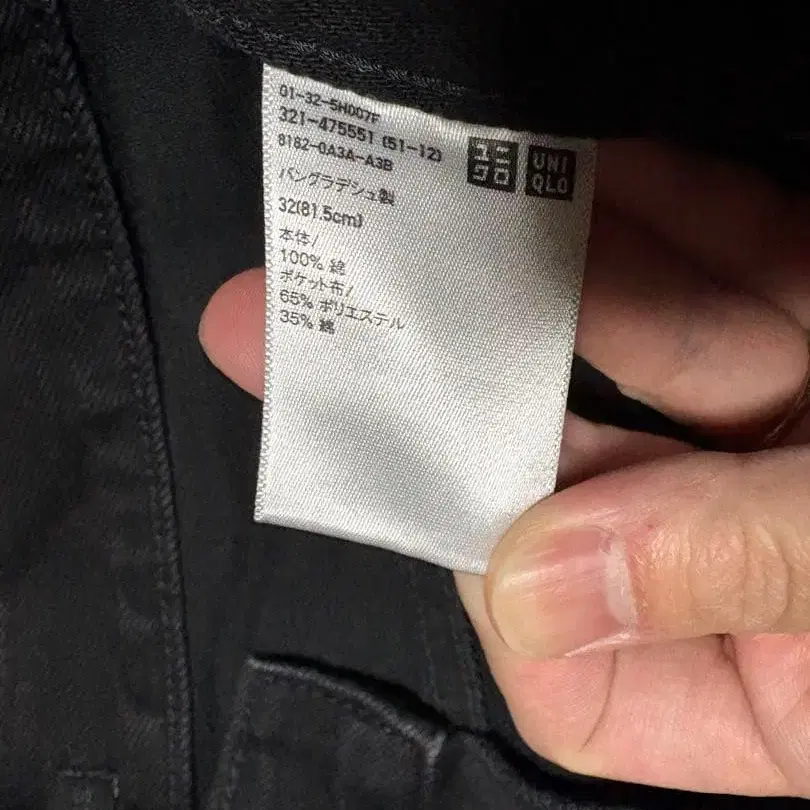 01-32-5H007F
321-475551 (51-12)
8182-0A3A-A3B
バングラデシュ製
32(81.5cm)
本体/
100% 綿
ポケット布/
65% ポリエステル
35% 綿
ユニ
クロ
UNI
QLO